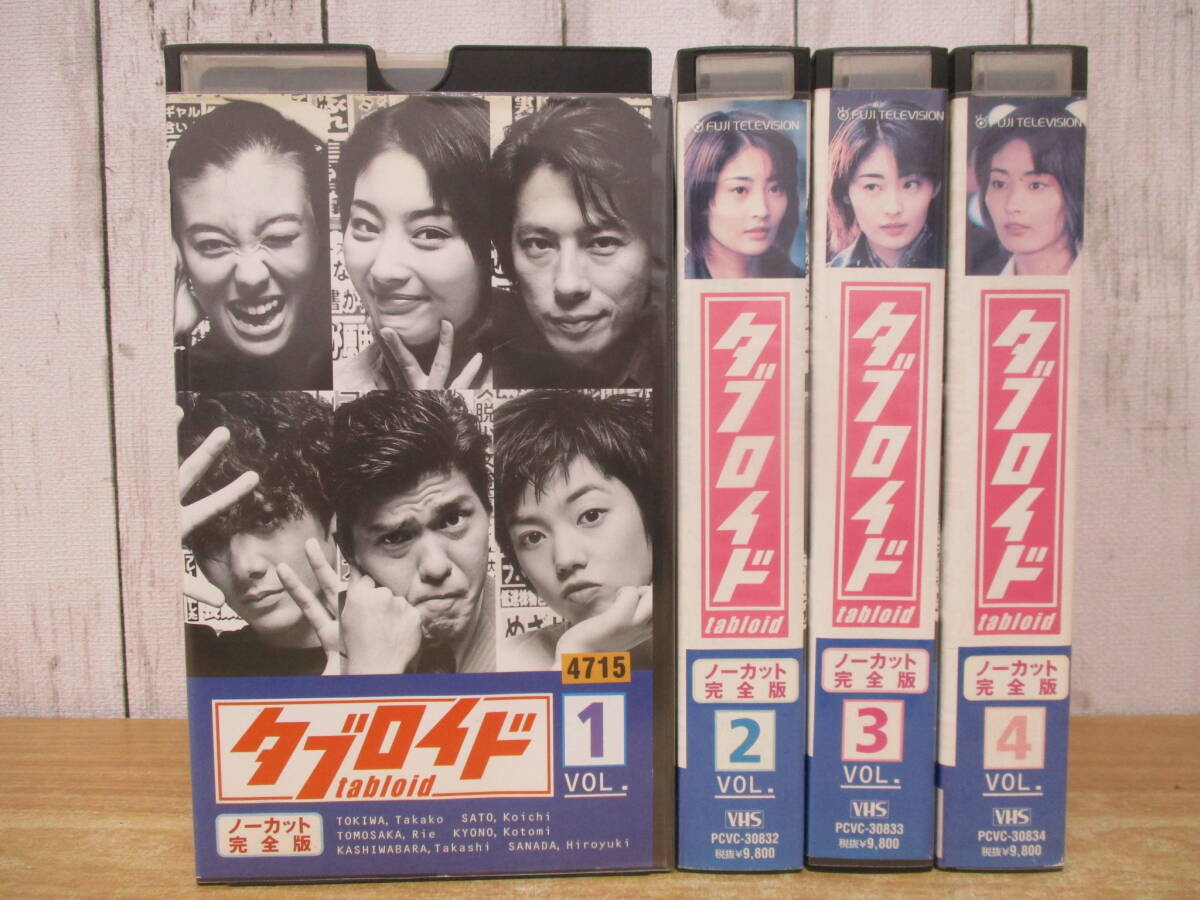 4715
タブロイド
tabloid
1
VOL.
ノーカット
完全版
TOKIWA, Takako SATO, Koichi
TOMOSAKA, Rie KYONO, Kotomi
KASHIWABARA, Takashi SANADA, Hiroyuki
FUJI TELEVISION
タブロイド
tabloid
ノーカット
完全版
2
VOL.
VHS
PCVC-30832
税抜¥9,800
FUJI TELEVISION
タブロイド
tabloid
ノーカット
完全版
3
VOL.
VHS
PCVC-30833
税抜¥9,800
FUJI TELEVISION
タブロイド
tabloid
ノーカット
完全版
4
VOL.
VHS
PCVC-30834
税抜¥9,800